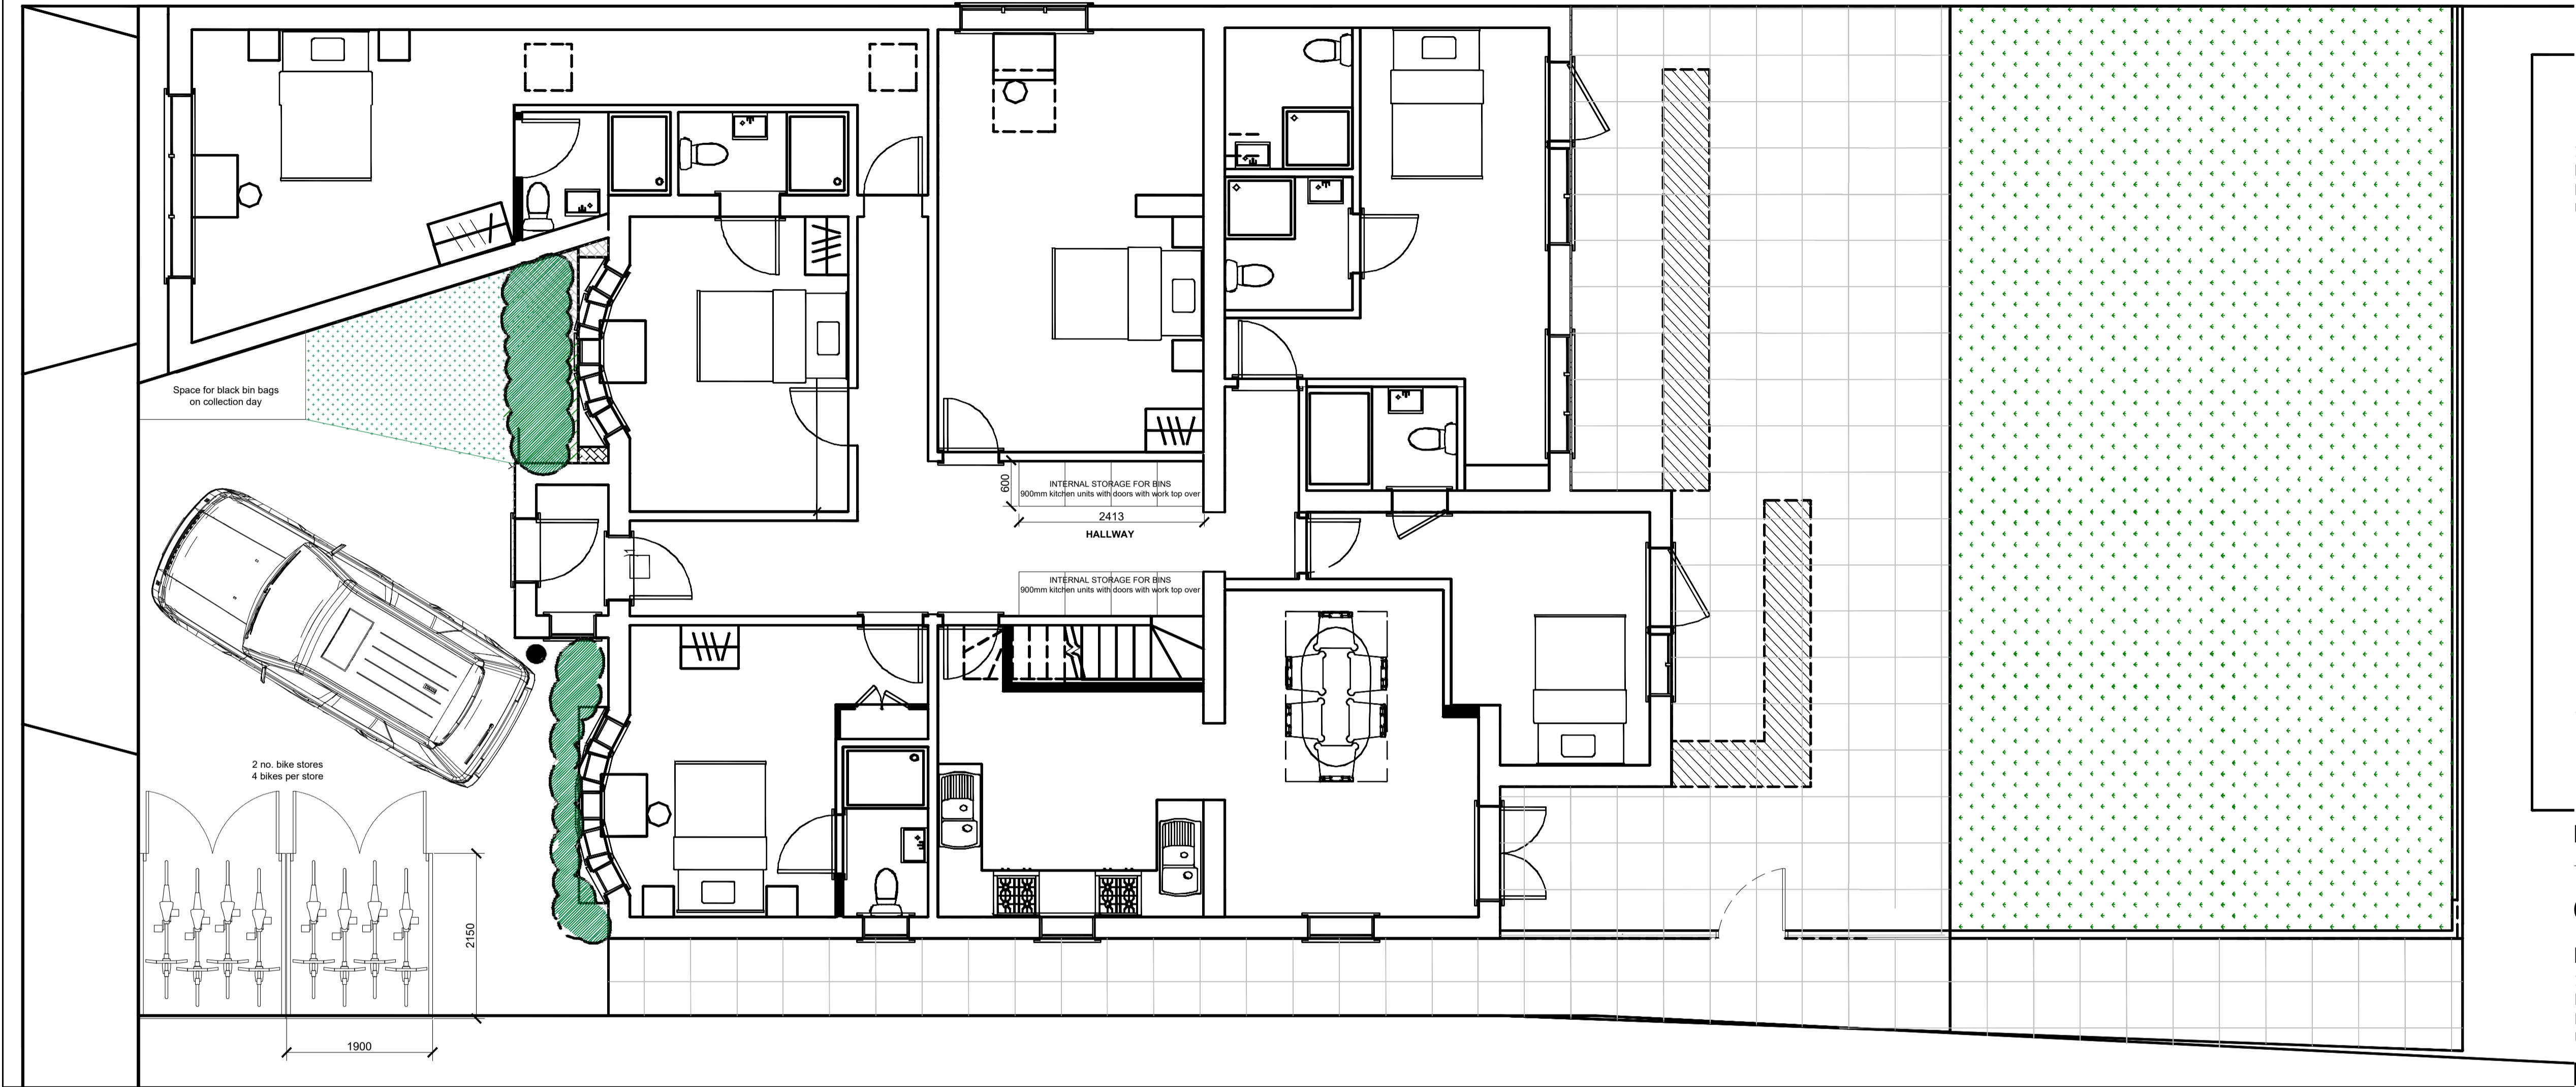 Space for black bin bags
on collection day
600
INTERNAL STORAGE FOR BINS
900mm kitchen units with doors with work top over
2413
HALLWAY
INTERNAL STORAGE FOR BINS
900mm kitchen units with doors with work top over
2 no. bike stores
4 bikes per store
2150
1900